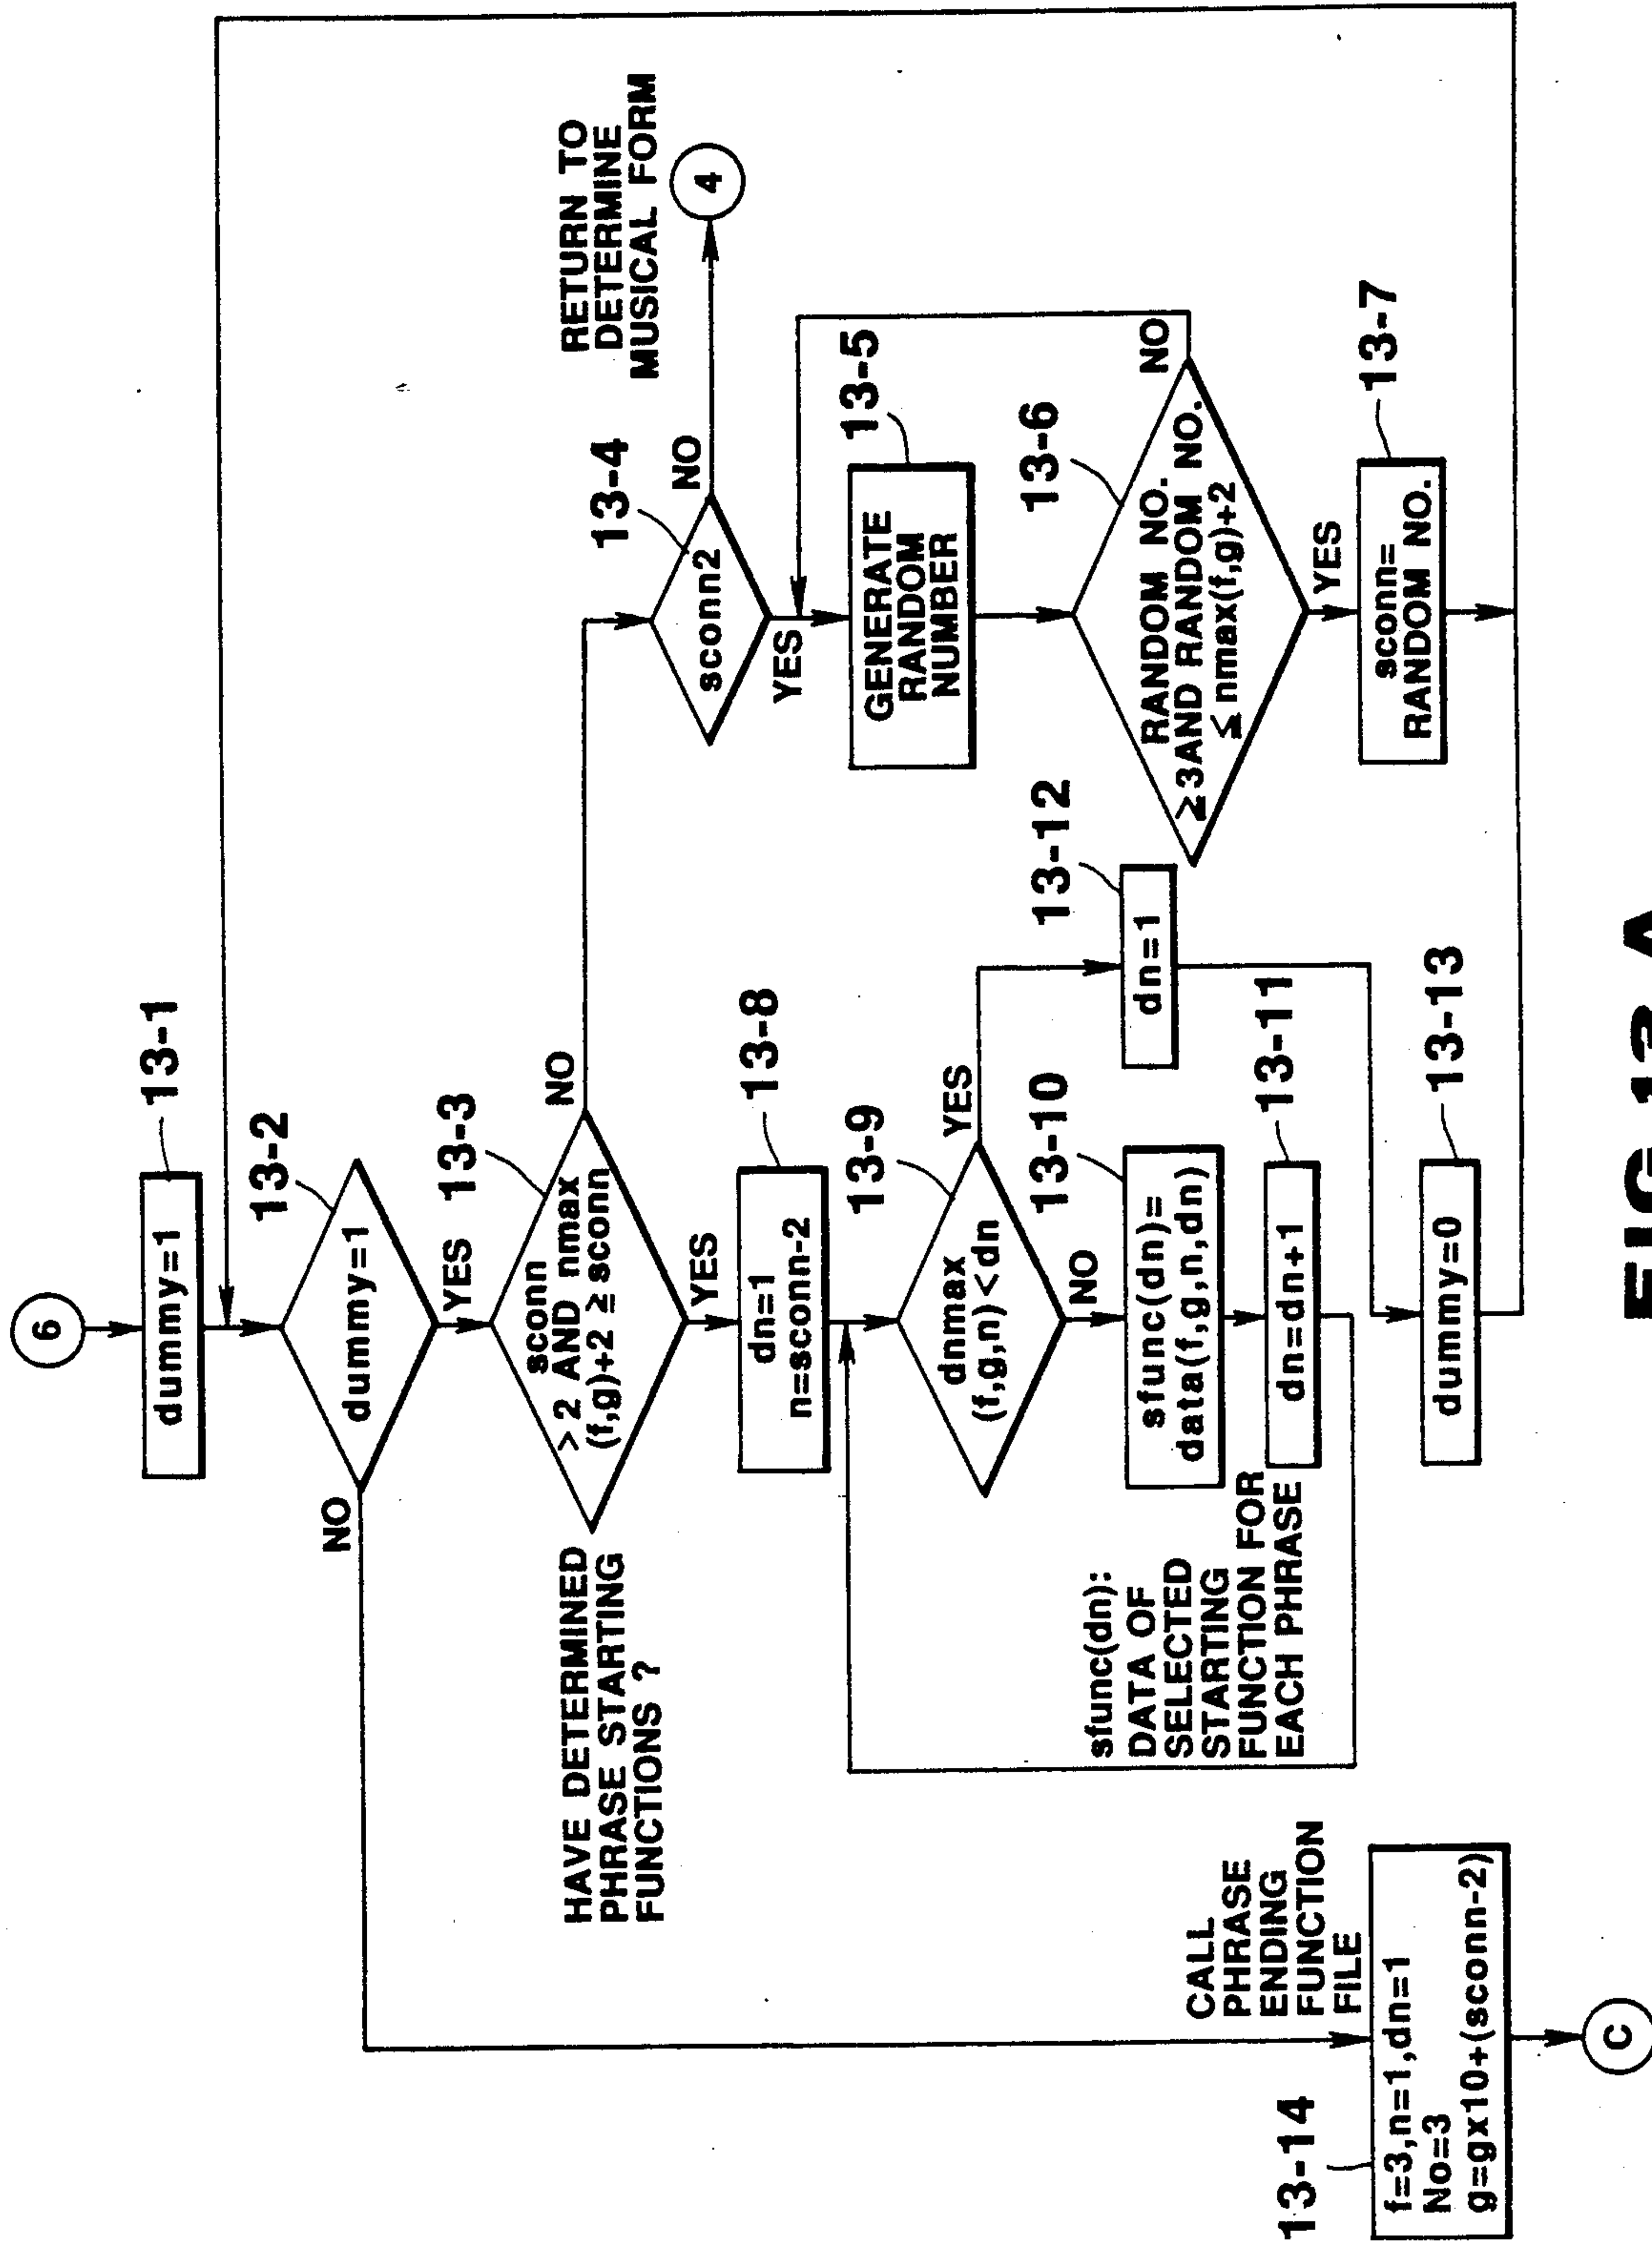 6
dummy=1
13-1
dummy=1
13-2
NO
YES
HAVE DETERMINED
PHRASE STARTING
FUNCTIONS ?
sconn
>2 AND nmax
(f,g)+2 ≧ sconn
13-3
NO
YES
sconn2
13-4
NO
YES
RETURN TO
DETERMINE
MUSICAL FORM
4
GENERATE
RANDOM
NUMBER
13-5
RANDOM NO.
≧3AND RANDOM NO.
≦ nmax(f,g)+2
13-6
NO
YES
sconn=
RANDOM NO.
13-7
dn=1
n=sconn-2
13-8
dnmax
(f,g,n)<dn
13-9
YES
NO
sfunc(dn)=
data(f,g,n,dn)
13-10
sfunc(dn):
DATA OF
SELECTED
STARTING
FUNCTION FOR
EACH PHRASE
dn=dn+1
13-11
dn=1
13-12
dummy=0
13-13
CALL
PHRASE
ENDING
FUNCTION
FILE
13-14
f=3,n=1,dn=1
No=3
g=gx10+(sconn-2)
C